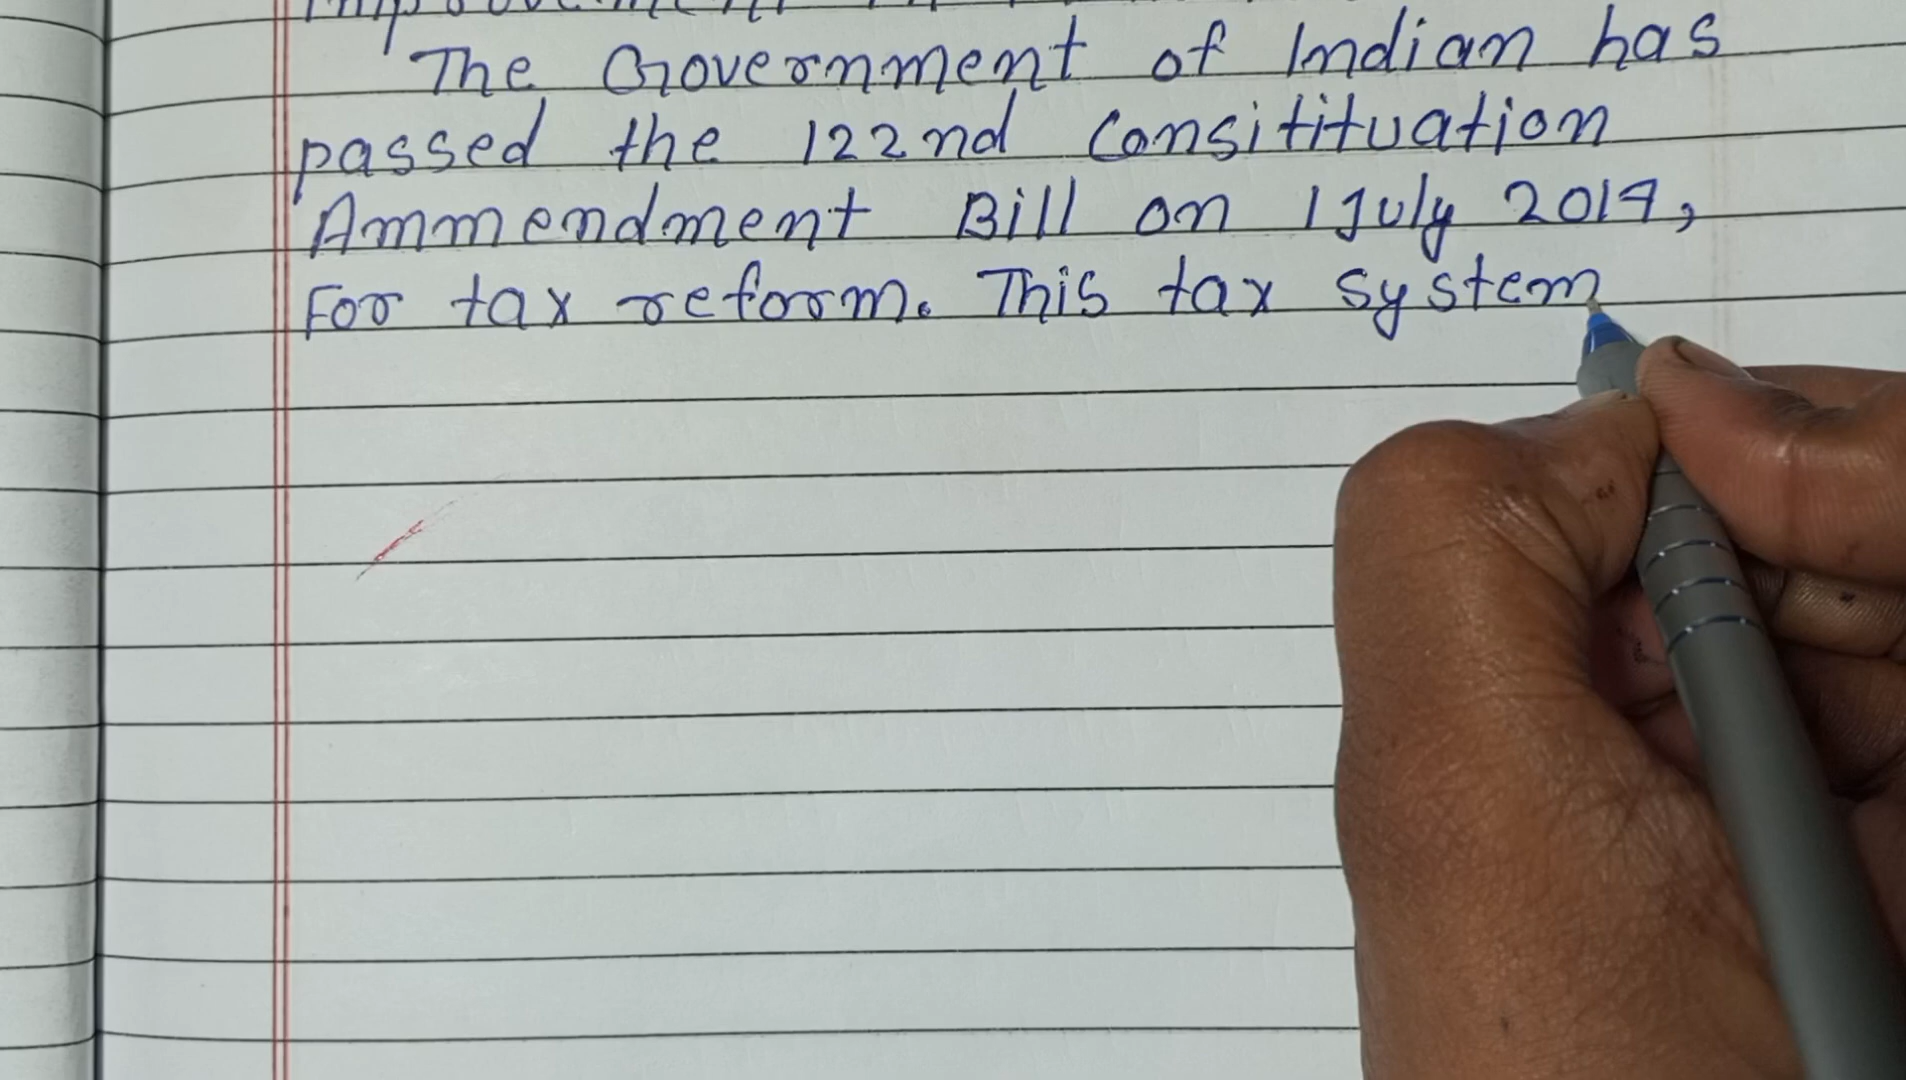 The Government of Indian has
passed the 122nd Consitituation
Ammendment Bill on 1 July 2017,
For tax reform. This tax system